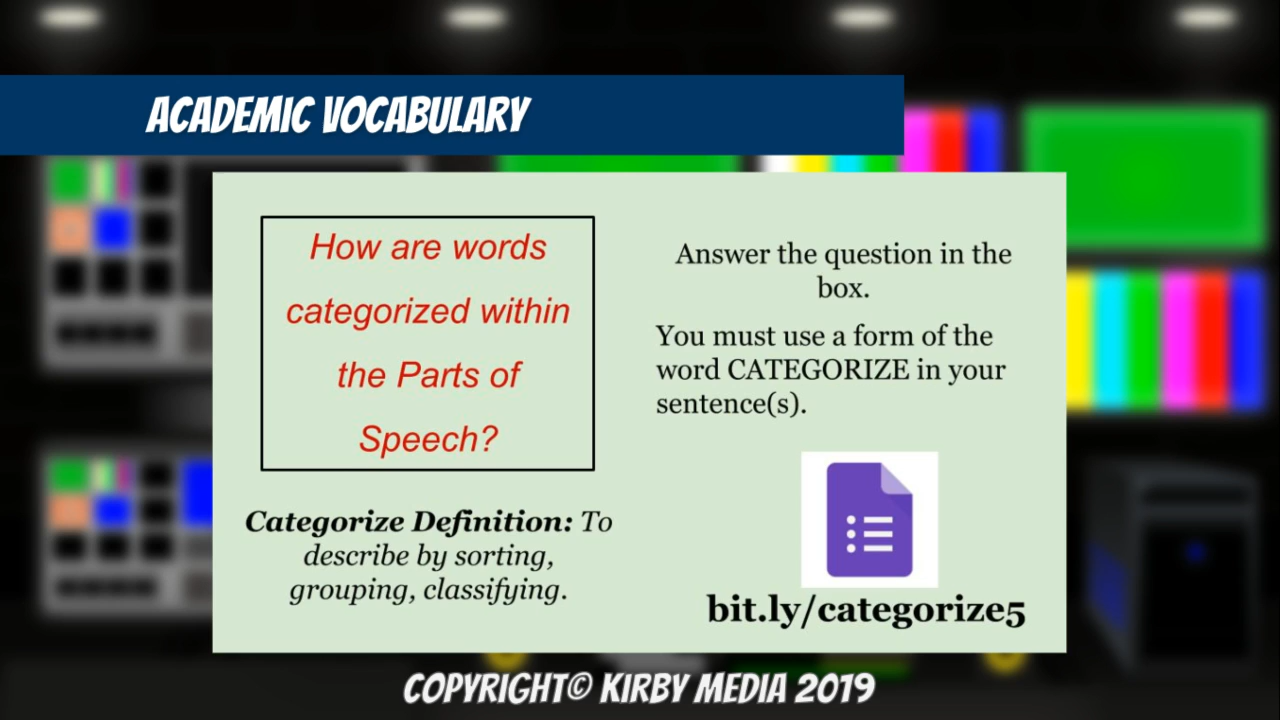 ACADEMIC VOCABULARY
How are words
categorized within
the Parts of
Speech?
Categorize Definition: To
describe by sorting,
grouping, classifying.
Answer the question in the
box.
You must use a form of the
word CATEGORIZE in your
sentence(s).
bit.ly/categorize5
COPYRIGHT© KIRBY MEDIA 2019